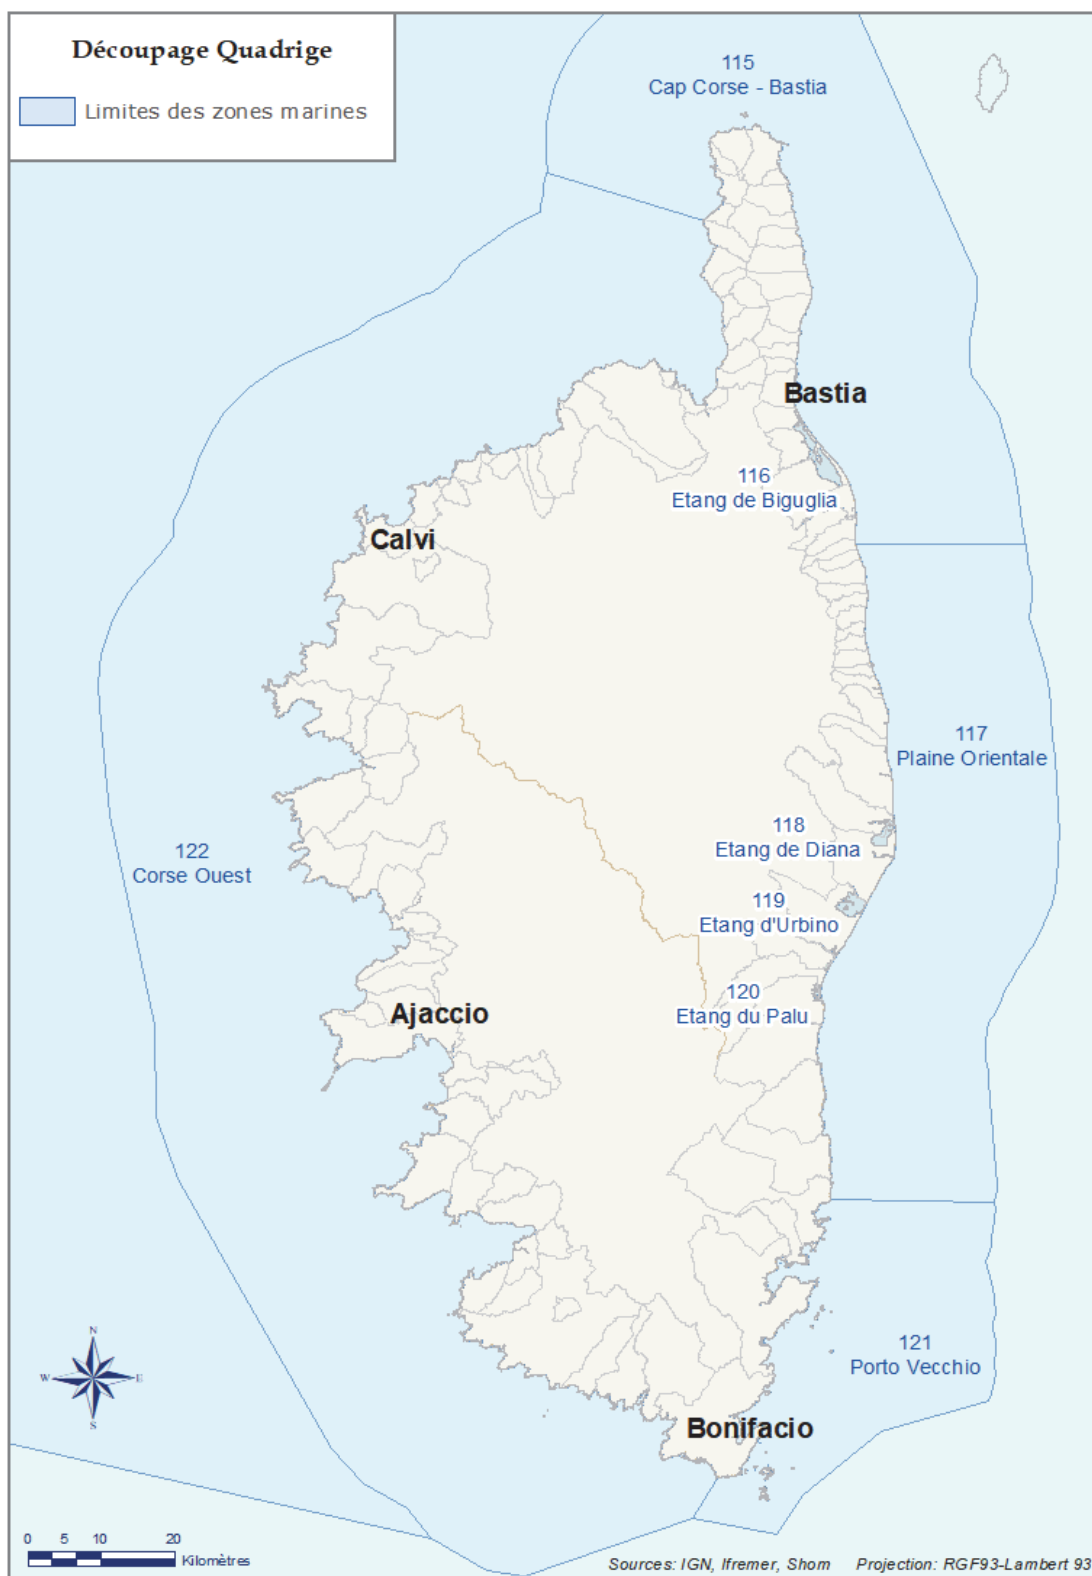 Découpage Quadrige
Limites des zones marines
115
Cap Corse - Bastia
Bastia
116
Etang de Biguglia
Calvi
117
Plaine Orientale
118
Etang de Diana
122
Corse Ouest
119
Etang d'Urbino
120
Etang du Palu
Ajaccio
121
Porto Vecchio
N
W
E
S
Bonifacio
0 5 10 20
Kilomètres
Sources: IGN, Ifremer, Shom Projection: RGF93-Lambert 93